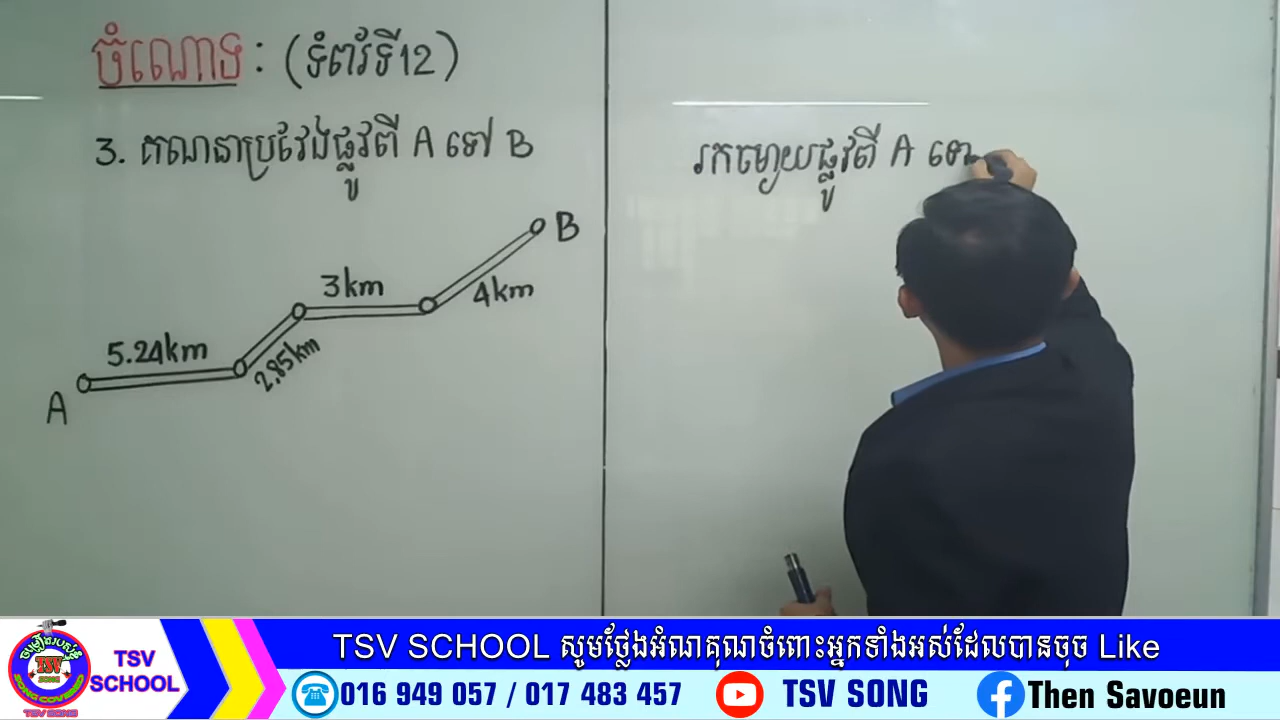 ចំណោទ : (ទំព័រទី12)
3. គណនាប្រវែងផ្លូវពី A ទៅ B
B
3km
4km
5.24km
2.85km
A
រកចម្ងាយផ្លូវពី A ទៅ
TSV SCHOOL សូមថ្លែងអំណរគុណចំពោះអ្នកទាំងអស់ដែលបានចុច Like
TSV
SCHOOL
TSV
SONG
TSV SONG
016 949 057 / 017 483 457
TSV SONG
Then Savoeun